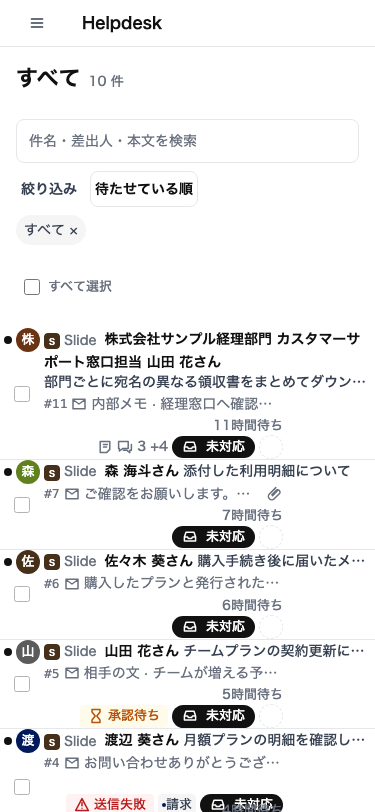 Helpdesk
すべて 10 件
件名・差出人・本文を検索
絞り込み 待たせている順
すべて ×
すべて選択
株 S Slide 株式会社サンプル経理部門 カスタマーサ
ポート窓口担当 山田 花さん
部門ごとに宛名の異なる領収書をまとめてダウン…
#11 内部メモ · 経理窓口へ確認…
11時間待ち
3 +4 未対応
森 S Slide 森 海斗さん 添付した利用明細について
#7 ご確認をお願いします。…
7時間待ち
未対応
佐 S Slide 佐々木 葵さん 購入手続き後に届いたメ…
#6 購入したプランと発行された…
6時間待ち
未対応
山 S Slide 山田 花さん チームプランの契約更新に…
#5 相手の文 · チームが増える予…
5時間待ち
承認待ち 未対応
渡 S Slide 渡辺 葵さん 月額プランの明細を確認し…
#4 お問い合わせありがとうござ…
4時間待ち
送信失敗 •請求 未対応